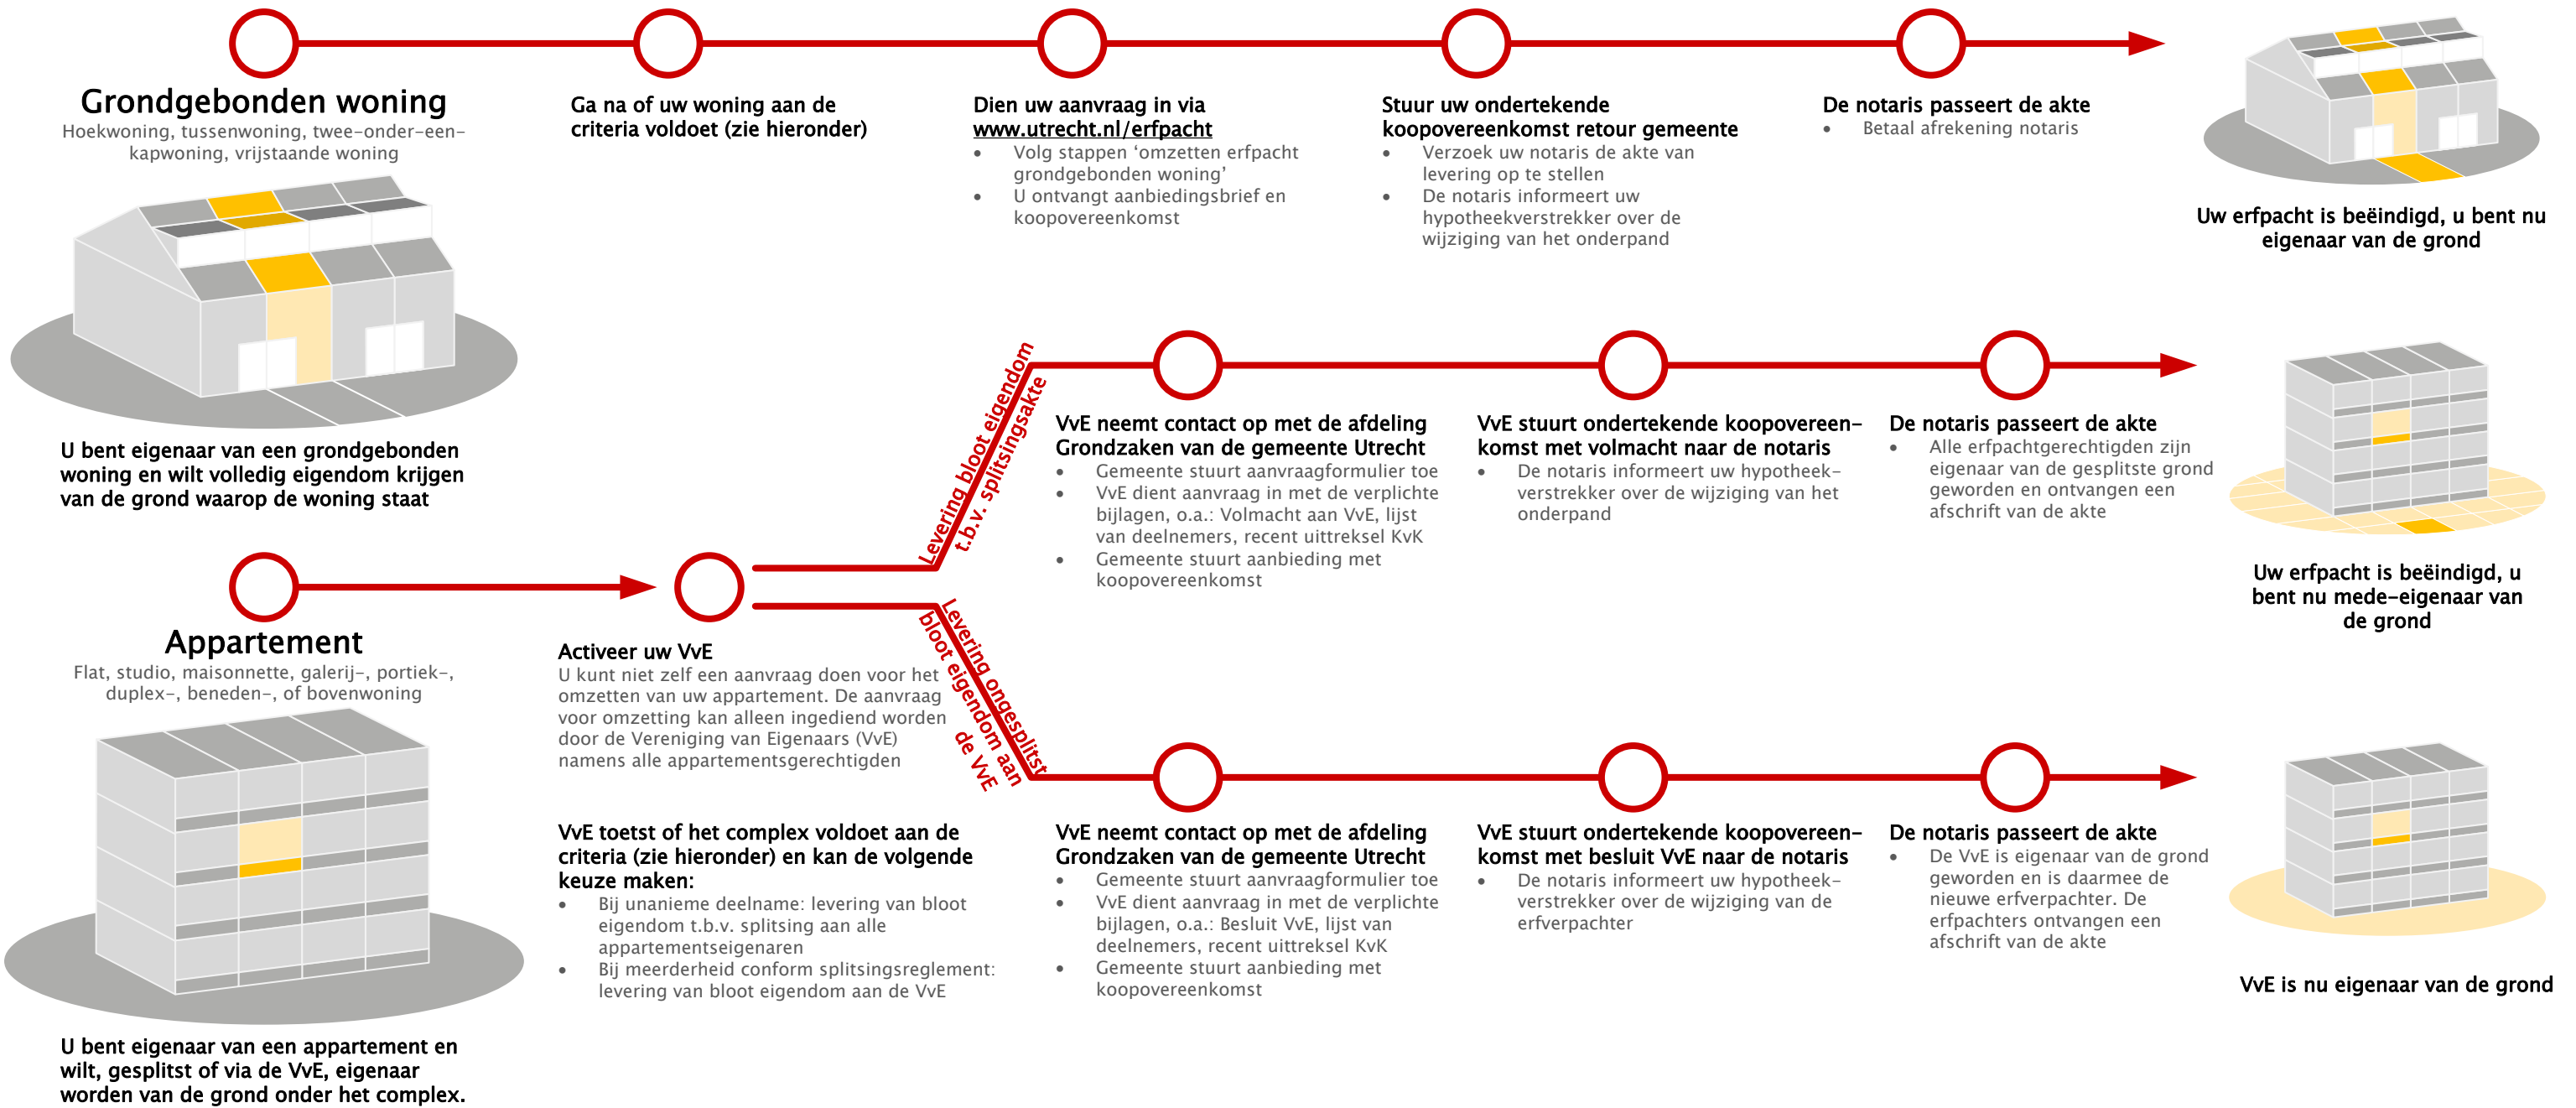 Grondgebonden woning
Hoekwoning, tussenwoning, twee-onder-een-
kapwoning, vrijstaande woning
U bent eigenaar van een grondgebonden
woning en wilt volledig eigendom krijgen
van de grond waarop de woning staat
Ga na of uw woning aan de
criteria voldoet (zie hieronder)
Dien uw aanvraag in via
www.utrecht.nl/erfpacht
• Volg stappen ‘omzetten erfpacht
grondgebonden woning’
• U ontvangt aanbiedingsbrief en
koopovereenkomst
Stuur uw ondertekende
koopovereenkomst retour gemeente
• Verzoek uw notaris de akte van
levering op te stellen
• De notaris informeert uw
hypotheekverstrekker over de
wijziging van het onderpand
De notaris passeert de akte
• Betaal afrekening notaris
Uw erfpacht is beëindigd, u bent nu
eigenaar van de grond
Appartement
Flat, studio, maisonnette, galerij-, portiek-,
duplex-, beneden-, of bovenwoning
U bent eigenaar van een appartement en
wilt, gesplitst of via de VvE, eigenaar
worden van de grond onder het complex.
Activeer uw VvE
U kunt niet zelf een aanvraag doen voor het
omzetten van uw appartement. De aanvraag
voor omzetting kan alleen ingediend worden
door de Vereniging van Eigenaars (VvE)
namens alle appartementsgerechtigden
VvE toetst of het complex voldoet aan de
criteria (zie hieronder) en kan de volgende
keuze maken:
• Bij unanieme deelname: levering van bloot
eigendom t.b.v. splitsing aan alle
appartementseigenaren
• Bij meerderheid conform splitsingsreglement:
levering van bloot eigendom aan de VvE
Levering bloot eigendom
t.b.v. splitsingsakte
VvE neemt contact op met de afdeling
Grondzaken van de gemeente Utrecht
• Gemeente stuurt aanvraagformulier toe
• VvE dient aanvraag in met de verplichte
bijlagen, o.a.: Volmacht aan VvE, lijst
van deelnemers, recent uittreksel KvK
• Gemeente stuurt aanbieding met
koopovereenkomst
VvE stuurt ondertekende koopovereen-
komst met volmacht naar de notaris
• De notaris informeert uw hypotheek-
verstrekker over de wijziging van het
onderpand
De notaris passeert de akte
• Alle erfpachtgerechtigden zijn
eigenaar van de gesplitste grond
geworden en ontvangen een
afschrift van de akte
Uw erfpacht is beëindigd, u
bent nu mede-eigenaar van
de grond
Levering ongesplitst
bloot eigendom aan
de VvE
VvE neemt contact op met de afdeling
Grondzaken van de gemeente Utrecht
• Gemeente stuurt aanvraagformulier toe
• VvE dient aanvraag in met de verplichte
bijlagen, o.a.: Besluit VvE, lijst van
deelnemers, recent uittreksel KvK
• Gemeente stuurt aanbieding met
koopovereenkomst
VvE stuurt ondertekende koopovereen-
komst met besluit VvE naar de notaris
• De notaris informeert uw hypotheek-
verstrekker over de wijziging van de
erfverpachter
De notaris passeert de akte
• De VvE is eigenaar van de grond
geworden en is daarmee de
nieuwe erfverpachter. De
erfpachters ontvangen een
afschrift van de akte
VvE is nu eigenaar van de grond